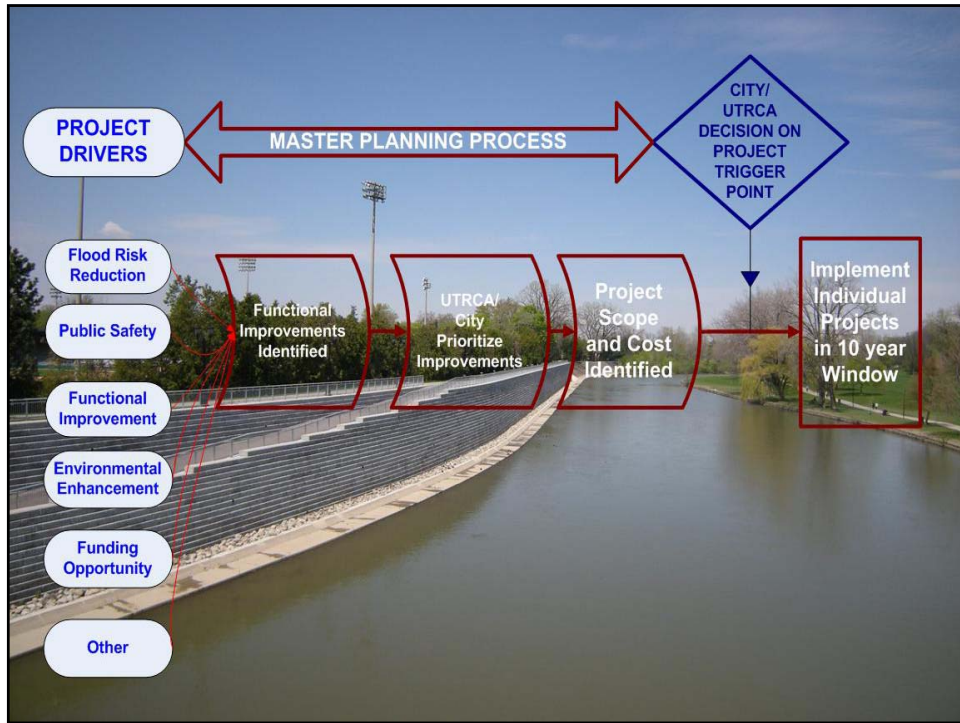 PROJECT
DRIVERS
MASTER PLANNING PROCESS
CITY/
UTRCA
DECISION ON
PROJECT
TRIGGER
POINT
Flood Risk
Reduction
Public Safety
Functional
Improvement
Environmental
Enhancement
Funding
Opportunity
Other
Functional
Improvements
Identified
UTRCA/
City
Prioritize
Improvements
Project
Scope
and Cost
Identified
Implement
Individual
Projects
in 10 year
Window